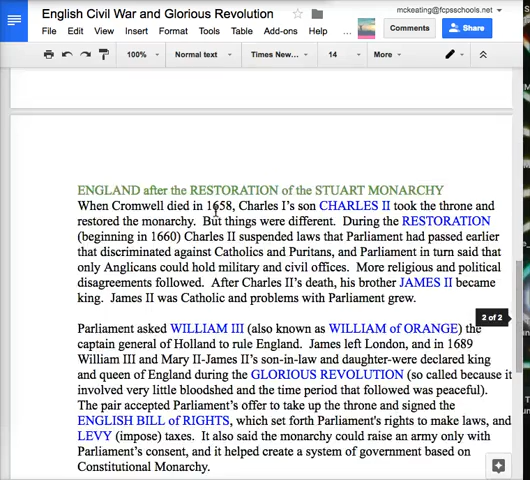 English Civil War and Glorious Revolution
mckeating@fcpsschools.net
File Edit View Insert Format Tools Table Add-ons Help ...
Comments
Share
100% Normal text Times New... 14 More
ENGLAND after the RESTORATION of the STUART MONARCHY
When Cromwell died in 1658, Charles I's son CHARLES II took the throne and
restored the monarchy. But things were different. During the RESTORATION
(beginning in 1660) Charles II suspended laws that Parliament had passed earlier
that discriminated against Catholics and Puritans, and Parliament in turn said that
only Anglicans could hold military and civil offices. More religious and political
disagreements followed. After Charles II's death, his brother JAMES II became
king. James II was Catholic and problems with Parliament grew.
2 of 2
Parliament asked WILLIAM III (also known as WILLIAM of ORANGE) the
captain general of Holland to rule England. James left London, and in 1689
William III and Mary II-James II's son-in-law and daughter-were declared king
and queen of England during the GLORIOUS REVOLUTION (so called because it
involved very little bloodshed and the time period that followed was peaceful).
The pair accepted Parliament's offer to take up the throne and signed the
ENGLISH BILL of RIGHTS, which set forth Parliament's rights to make laws, and
LEVY (impose) taxes. It also said the monarchy could raise an army only with
Parliament's consent, and it helped create a system of government based on
Constitutional Monarchy.